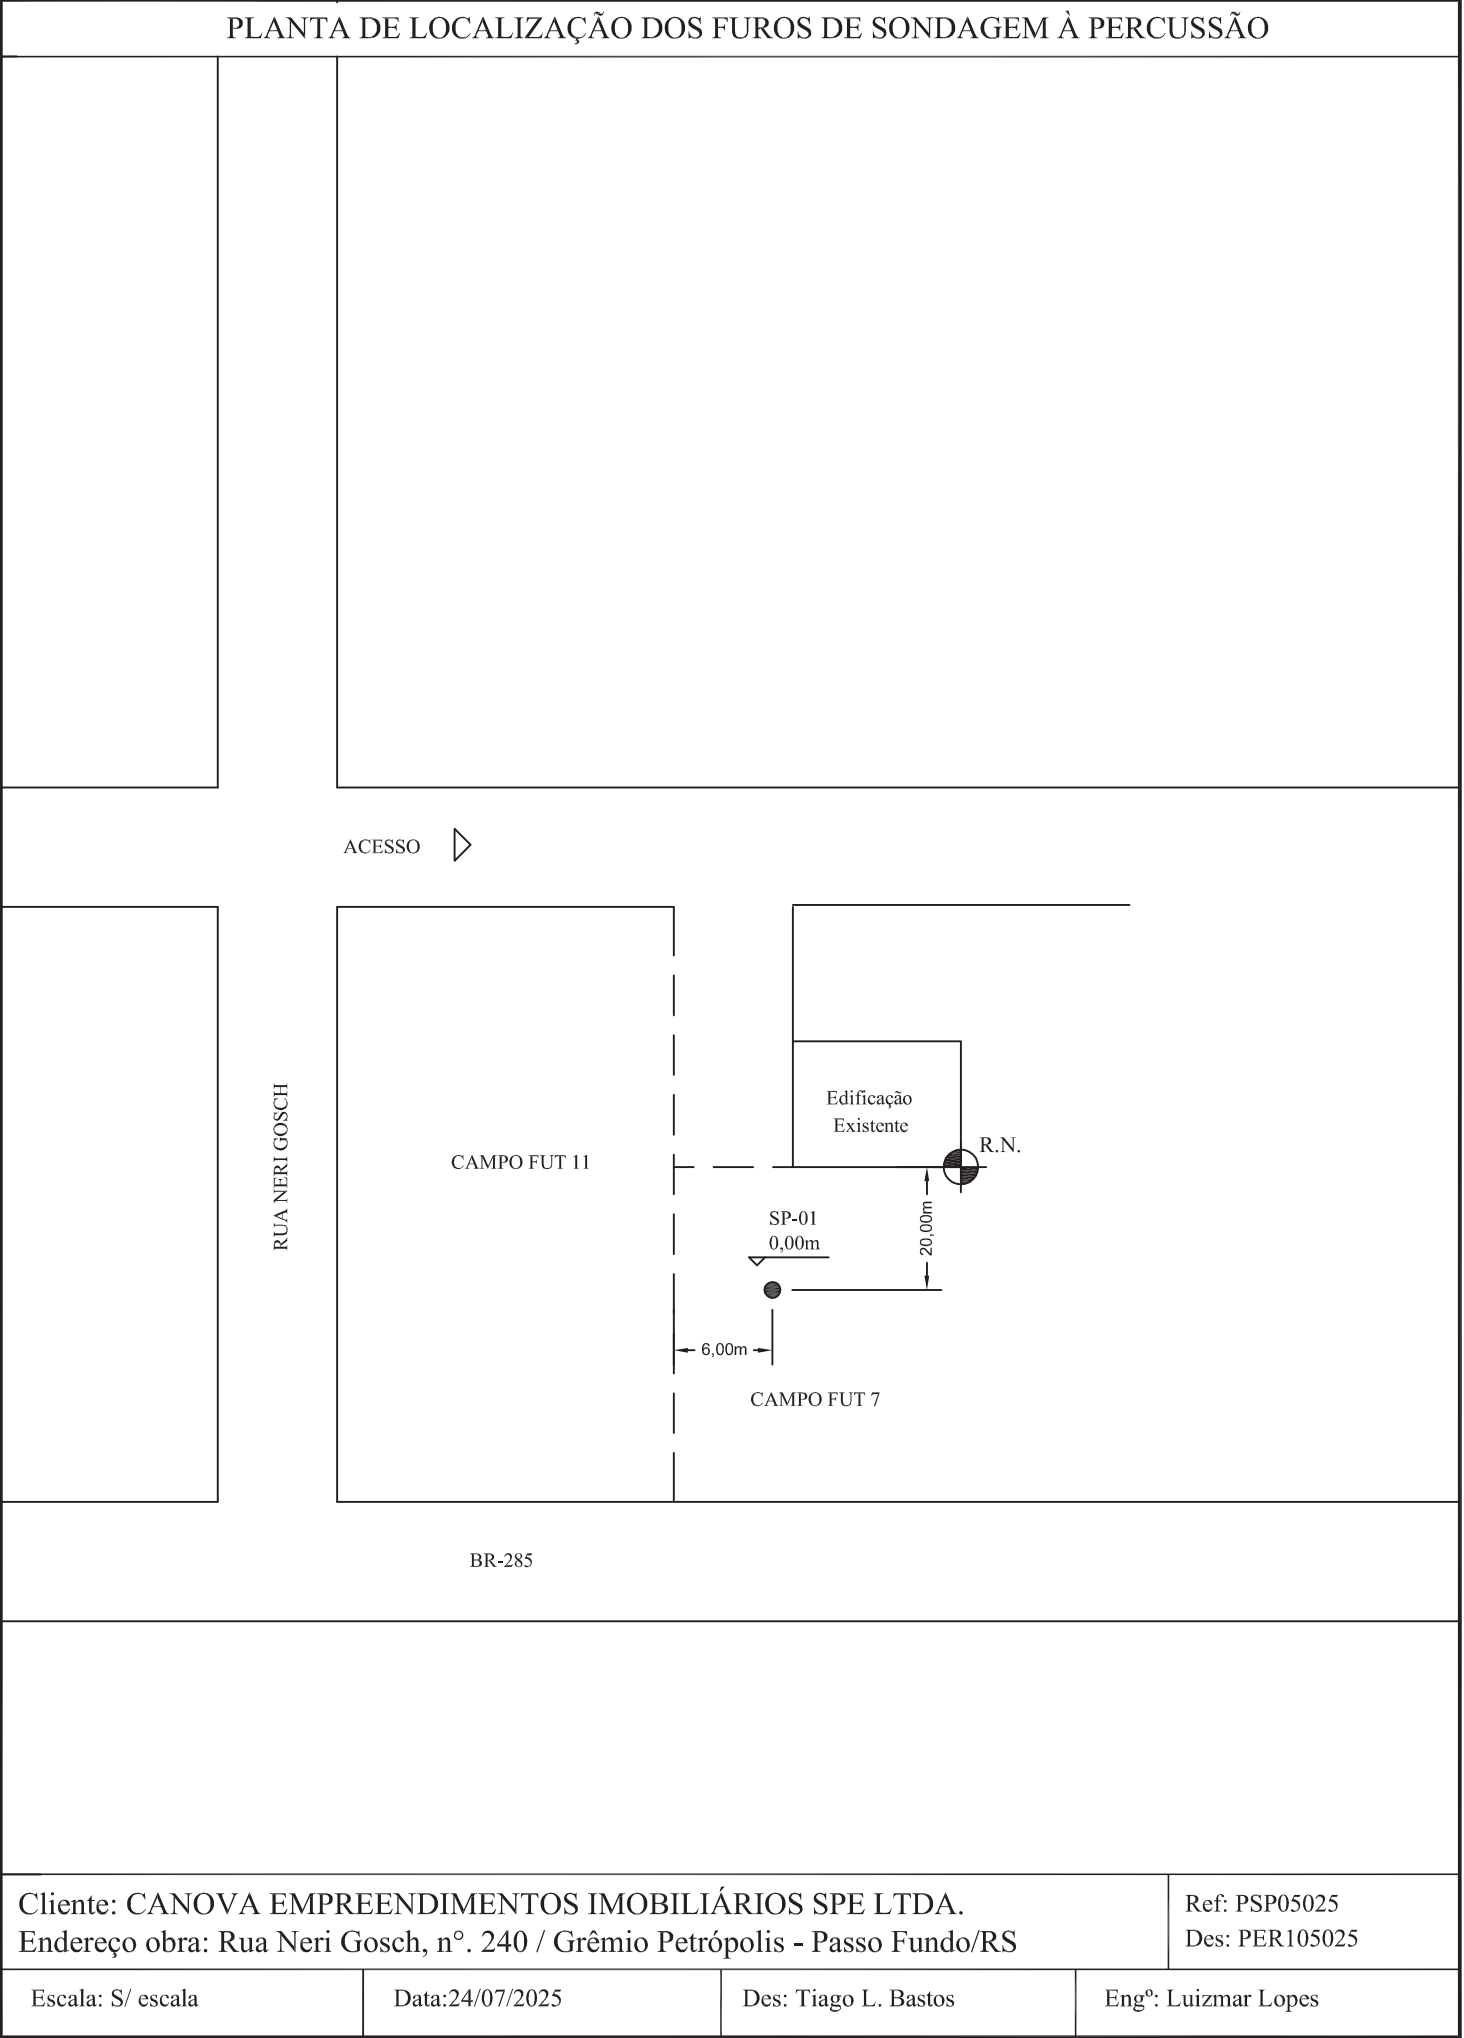 PLANTA DE LOCALIZAÇÃO DOS FUROS DE SONDAGEM À PERCUSSÃO
ACESSO
RUA NERI GOSCH
CAMPO FUT 11
Edificação
Existente
R.N.
SP-01
0,00m
20,00m
6,00m
CAMPO FUT 7
BR-285
Cliente: CANOVA EMPREENDIMENTOS IMOBILIÁRIOS SPE LTDA.
Endereço obra: Rua Neri Gosch, n°. 240 / Grêmio Petrópolis - Passo Fundo/RS
Ref: PSP05025
Des: PER105025
Escala: S/ escala
Data:24/07/2025
Des: Tiago L. Bastos
Engº: Luizmar Lopes